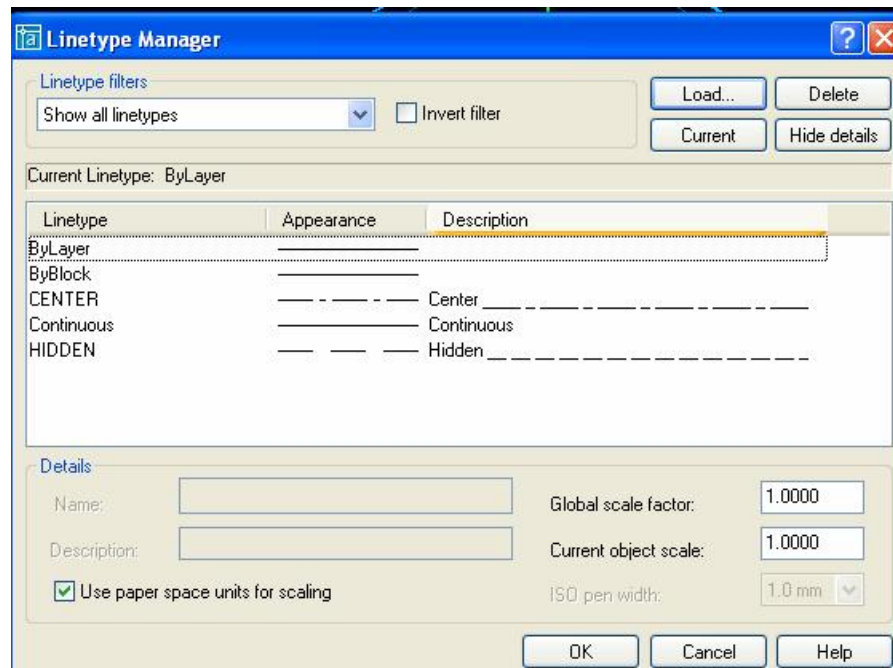 Linetype Manager
Linetype filters
Show all linetypes
Invert filter
Load...
Delete
Current
Hide details
Current Linetype: ByLayer
Linetype Appearance Description
ByLayer
ByBlock
CENTER Center
Continuous Continuous
HIDDEN Hidden
Details
Name:
Global scale factor: 1.0000
Description:
Current object scale: 1.0000
Use paper space units for scaling
ISO pen width: 1.0 mm
OK Cancel Help